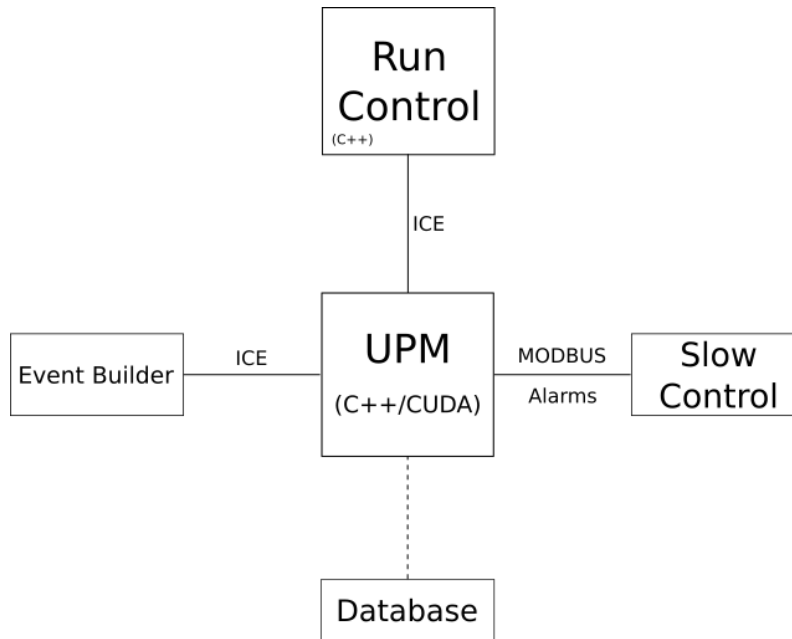 Run
Control
(C++)
ICE
UPM
(C++/CUDA)
Event Builder
ICE
MODBUS
Alarms
Slow
Control
Database